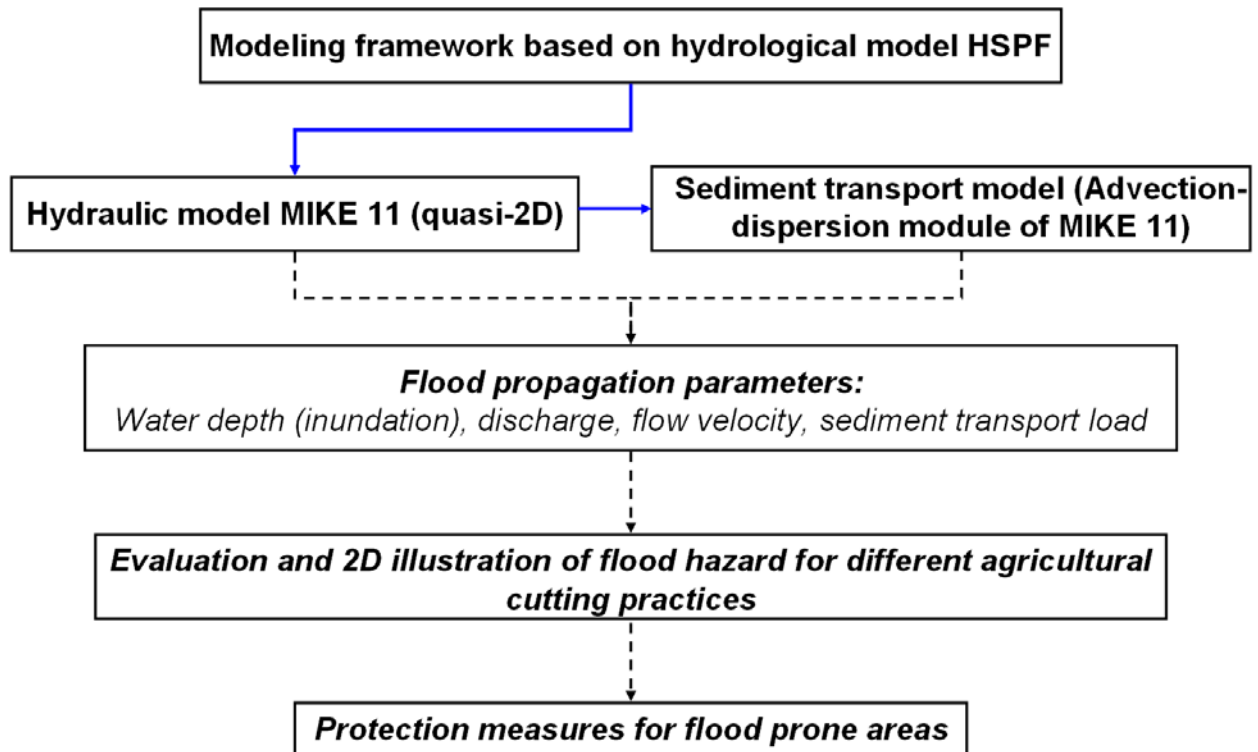 Modeling framework based on hydrological model HSPF
Hydraulic model MIKE 11 (quasi-2D)
Sediment transport model (Advection-
dispersion module of MIKE 11)
Flood propagation parameters:
Water depth (inundation), discharge, flow velocity, sediment transport load
Evaluation and 2D illustration of flood hazard for different agricultural
cutting practices
Protection measures for flood prone areas